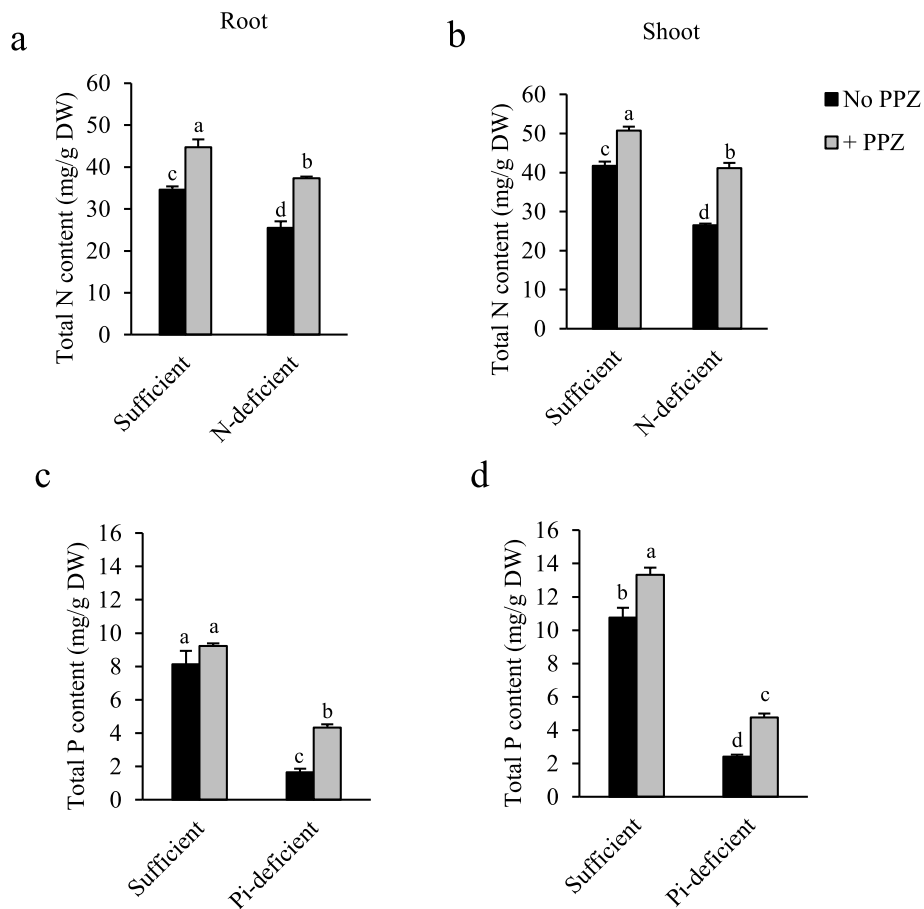 Root
Shoot
a
b
No PPZ
+ PPZ
Total N content (mg/g DW)
60
50
40
30
20
10
0
c
a
d
b
Sufficient
N-deficient
Total N content (mg/g DW)
60
50
40
30
20
10
0
c
a
d
b
Sufficient
N-deficient
c
d
Total P content (mg/g DW)
16
14
12
10
8
6
4
2
0
a
a
c
b
Sufficient
Pi-deficient
Total P content (mg/g DW)
16
14
12
10
8
6
4
2
0
b
a
d
c
Sufficient
Pi-deficient